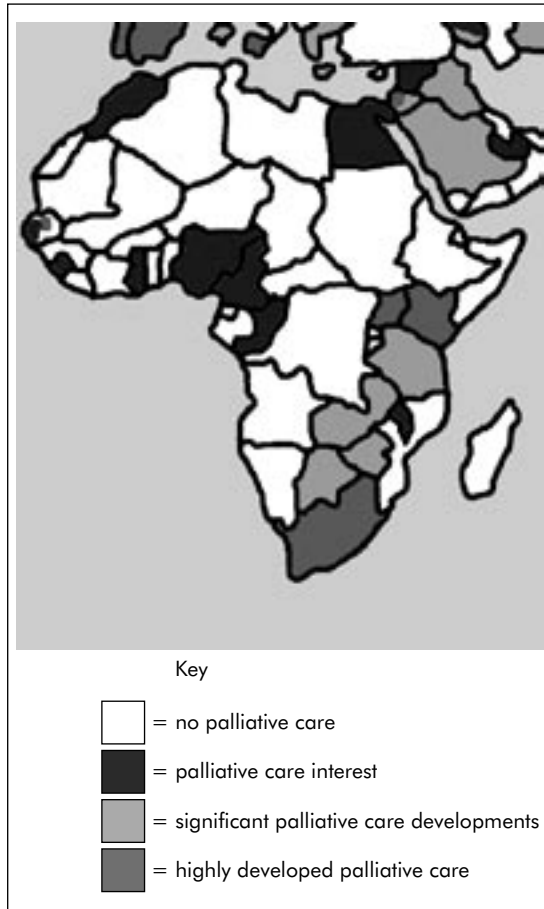 Key
= no palliative care
= palliative care interest
= significant palliative care developments
= highly developed palliative care